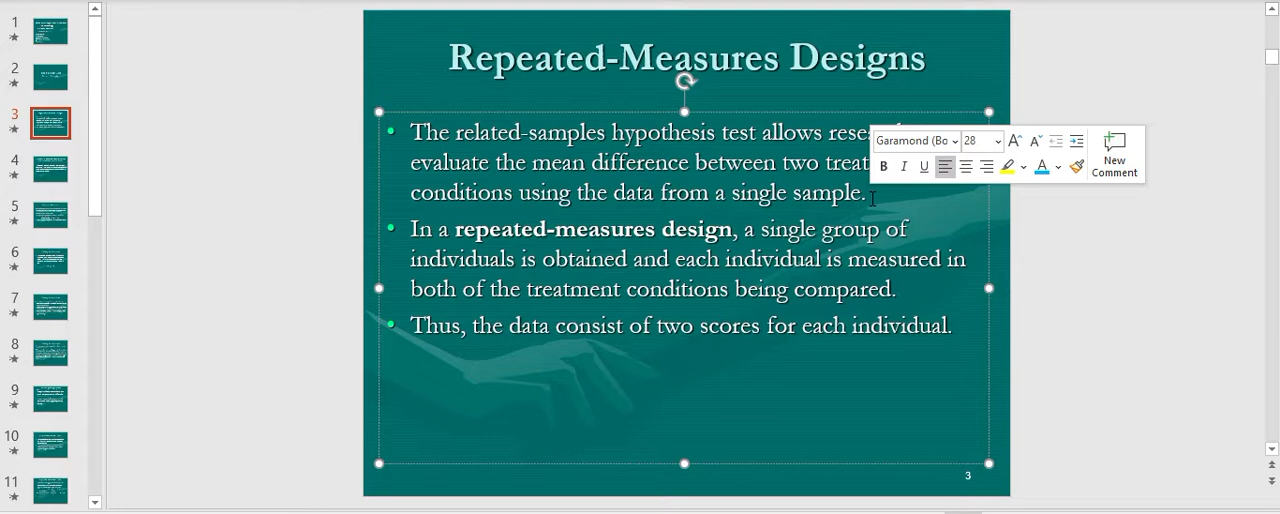 1
2
3
4
5
6
7
8
9
10
11
Repeated-Measures Designs
• The related-samples hypothesis test allows
evaluate the mean difference between two
conditions using the data from a single sample.
• In a repeated-measures design, a single group of
individuals is obtained and each individual is measured in
both of the treatment conditions being compared.
• Thus, the data consist of two scores for each individual.
3
Garamond (Bo 28
B I U A
New
Comment